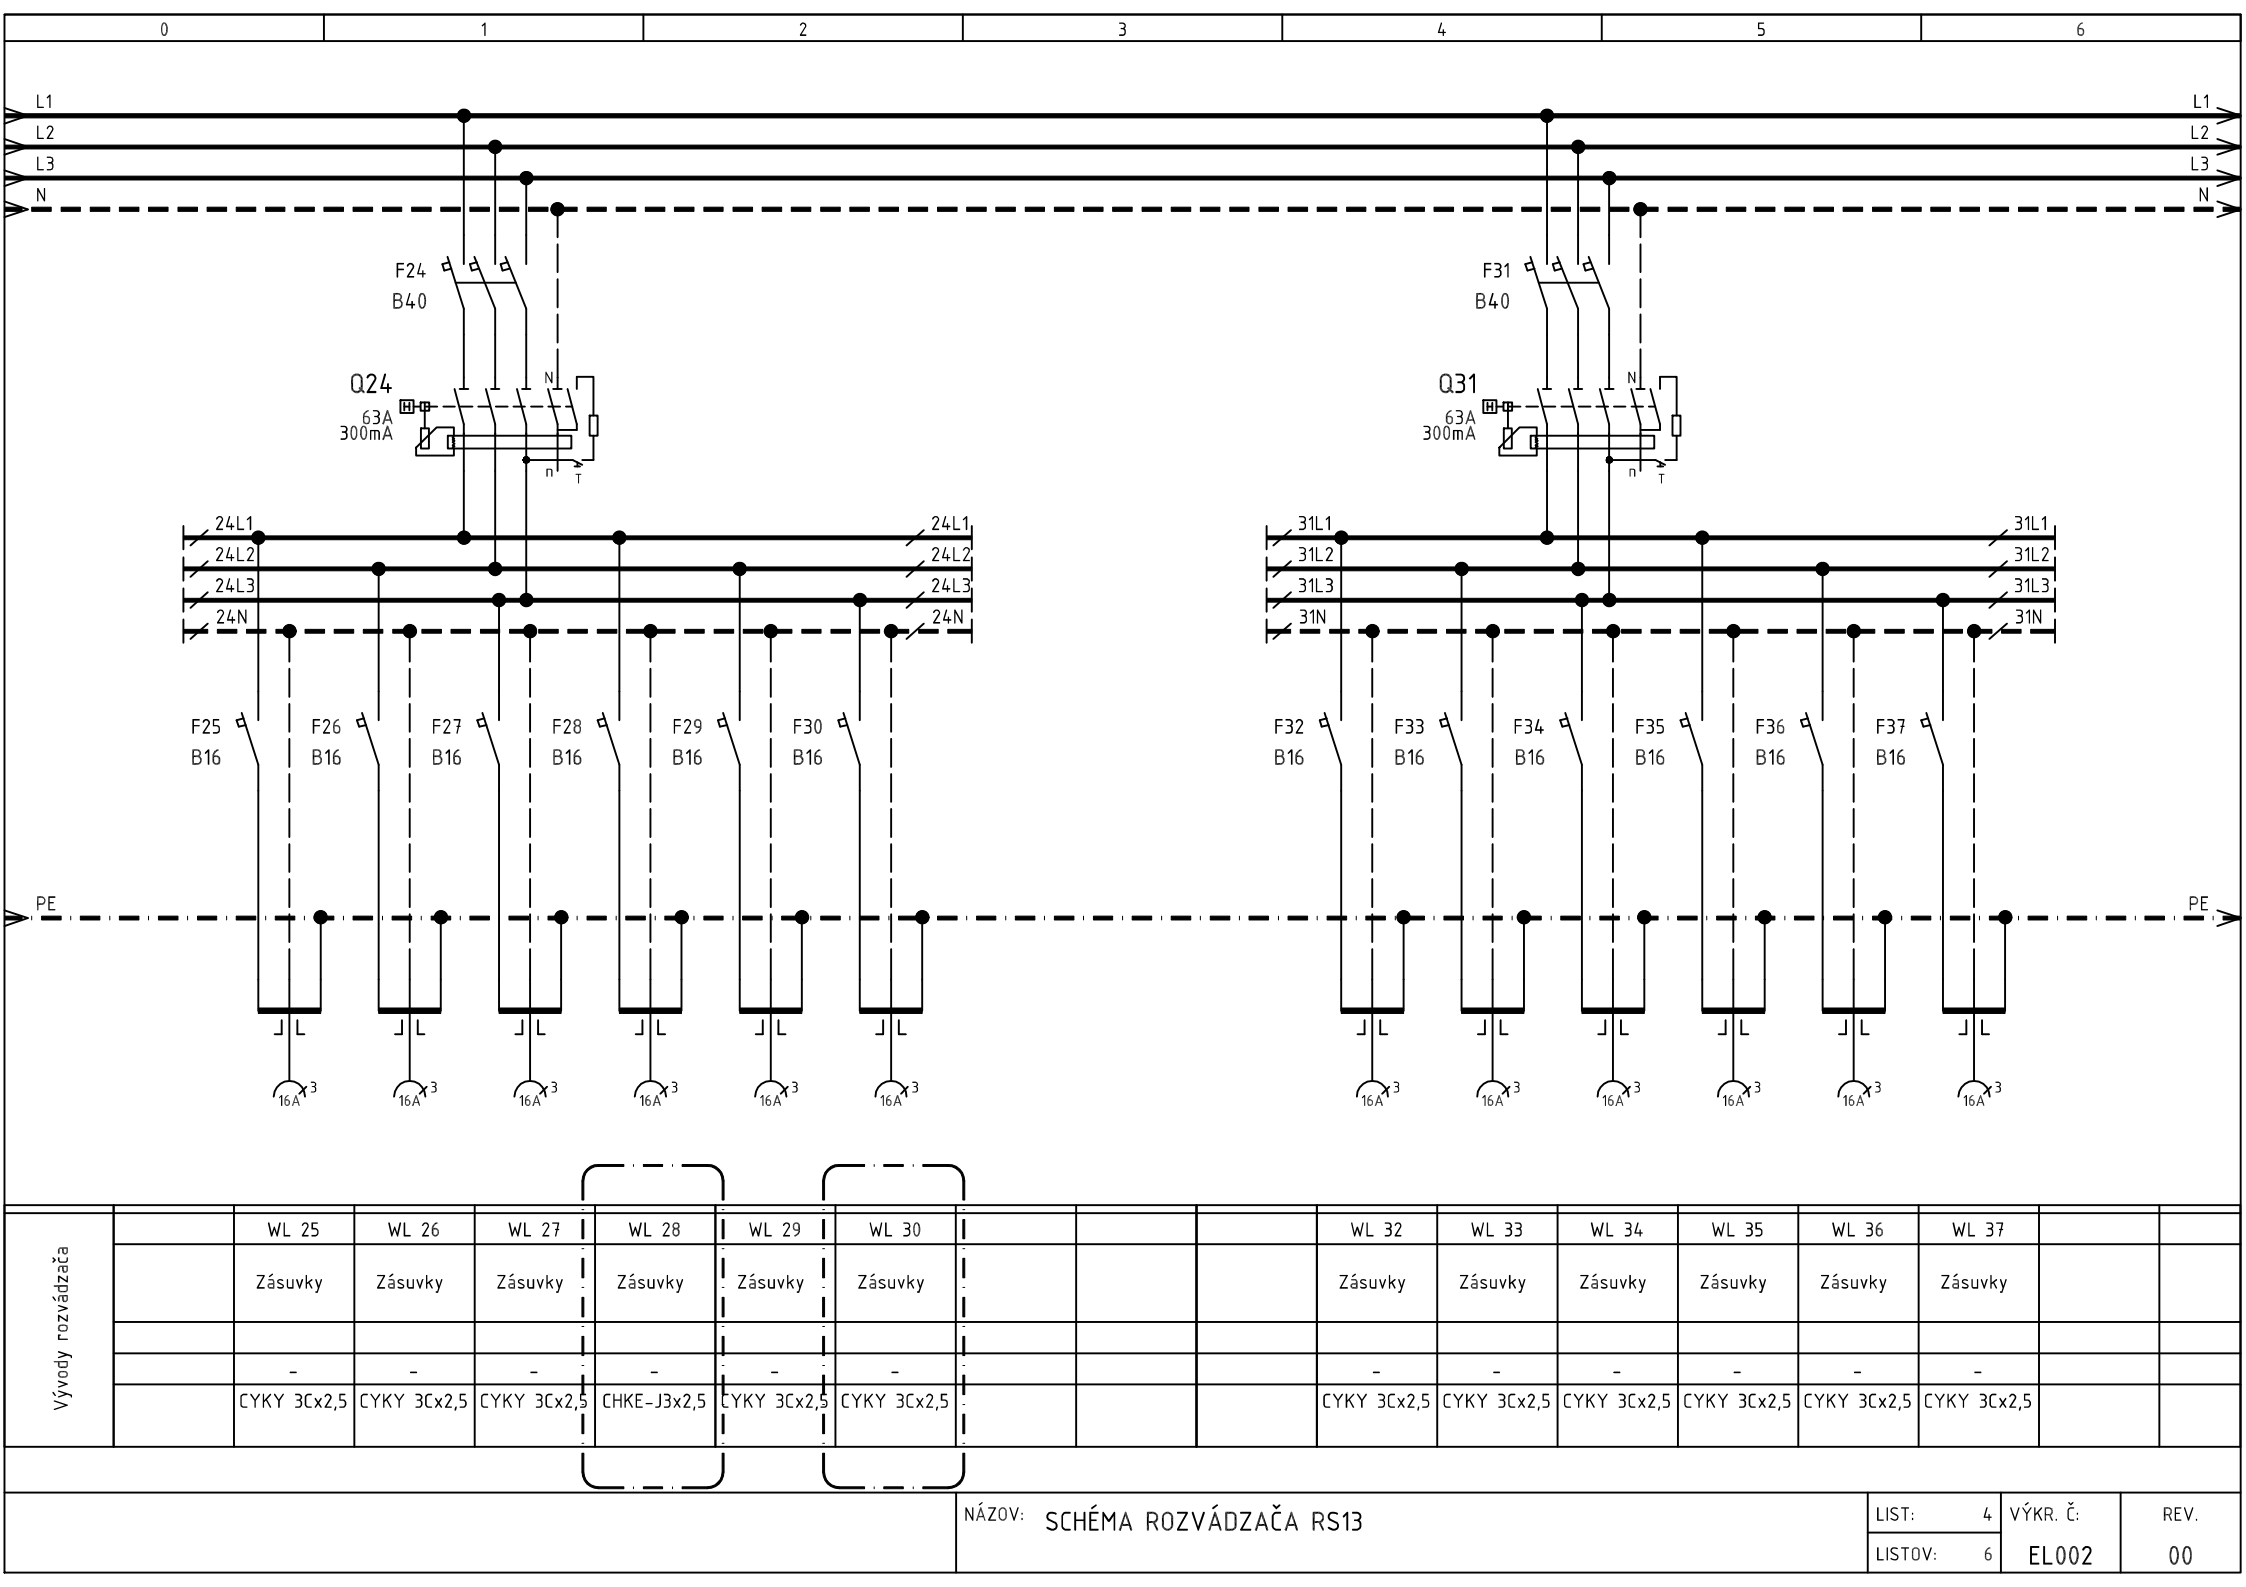 0 1 2 3 4 5 6
L1 L1
L2 L2
L3 L3
N N
F24 F31
B40 B40
Q24 N Q31 N
63A 63A
300mA 300mA
n T n T
24L1 24L1 31L1 31L1
24L2 24L2 31L2 31L2
24L3 24L3 31L3 31L3
24N 24N 31N 31N
F25 F26 F27 F28 F29 F30 F32 F33 F34 F35 F36 F37
B16 B16 B16 B16 B16 B16 B16 B16 B16 B16 B16 B16
PE PE
3 3 3 3 3 3 3 3 3 3 3 3
16A 16A 16A 16A 16A 16A 16A 16A 16A 16A 16A 16A
Vývody rozvádzača
WL 25 WL 26 WL 27 WL 28 WL 29 WL 30 WL 32 WL 33 WL 34 WL 35 WL 36 WL 37
Zásuvky Zásuvky Zásuvky Zásuvky Zásuvky Zásuvky Zásuvky Zásuvky Zásuvky Zásuvky Zásuvky Zásuvky
- - - - - - - - - - - -
CYKY 3Cx2,5 CYKY 3Cx2,5 CYKY 3Cx2,5 CHKE-J3x2,5 CYKY 3Cx2,5 CYKY 3Cx2,5 CYKY 3Cx2,5 CYKY 3Cx2,5 CYKY 3Cx2,5 CYKY 3Cx2,5 CYKY 3Cx2,5 CYKY 3Cx2,5
NÁZOV: SCHÉMA ROZVÁDZAČA RS13 LIST: 4 VÝKR. Č: REV.
LISTOV: 6 EL002 00